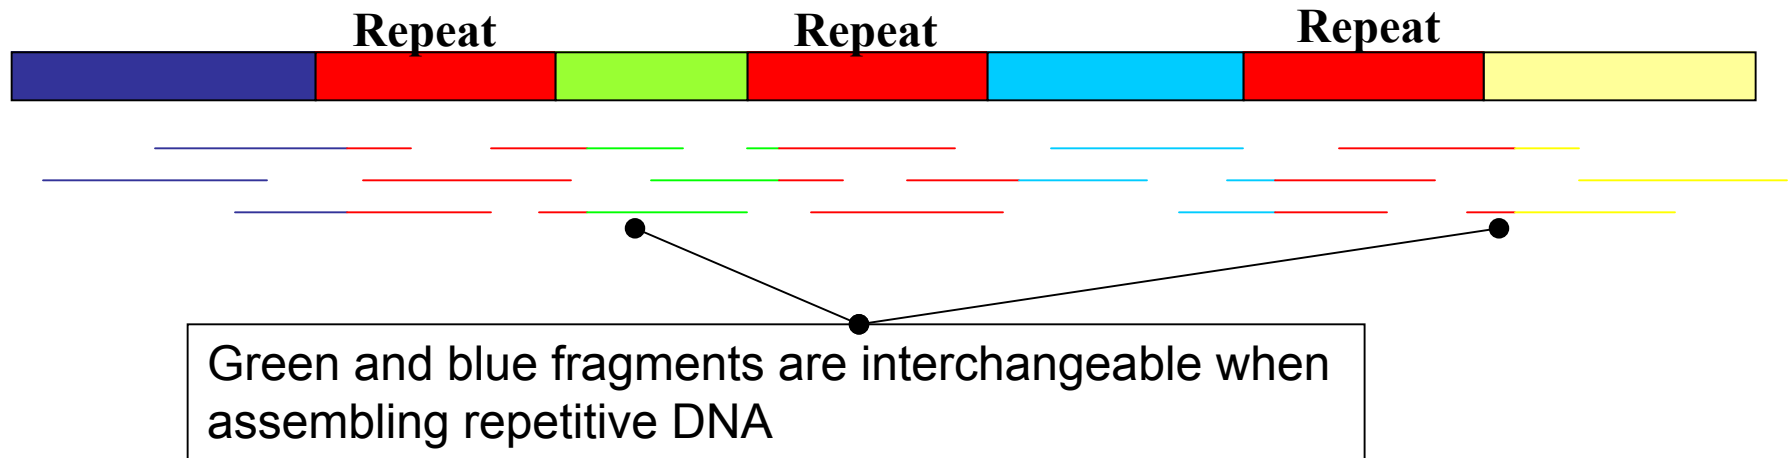 Repeat Repeat Repeat
Green and blue fragments are interchangeable when
assembling repetitive DNA